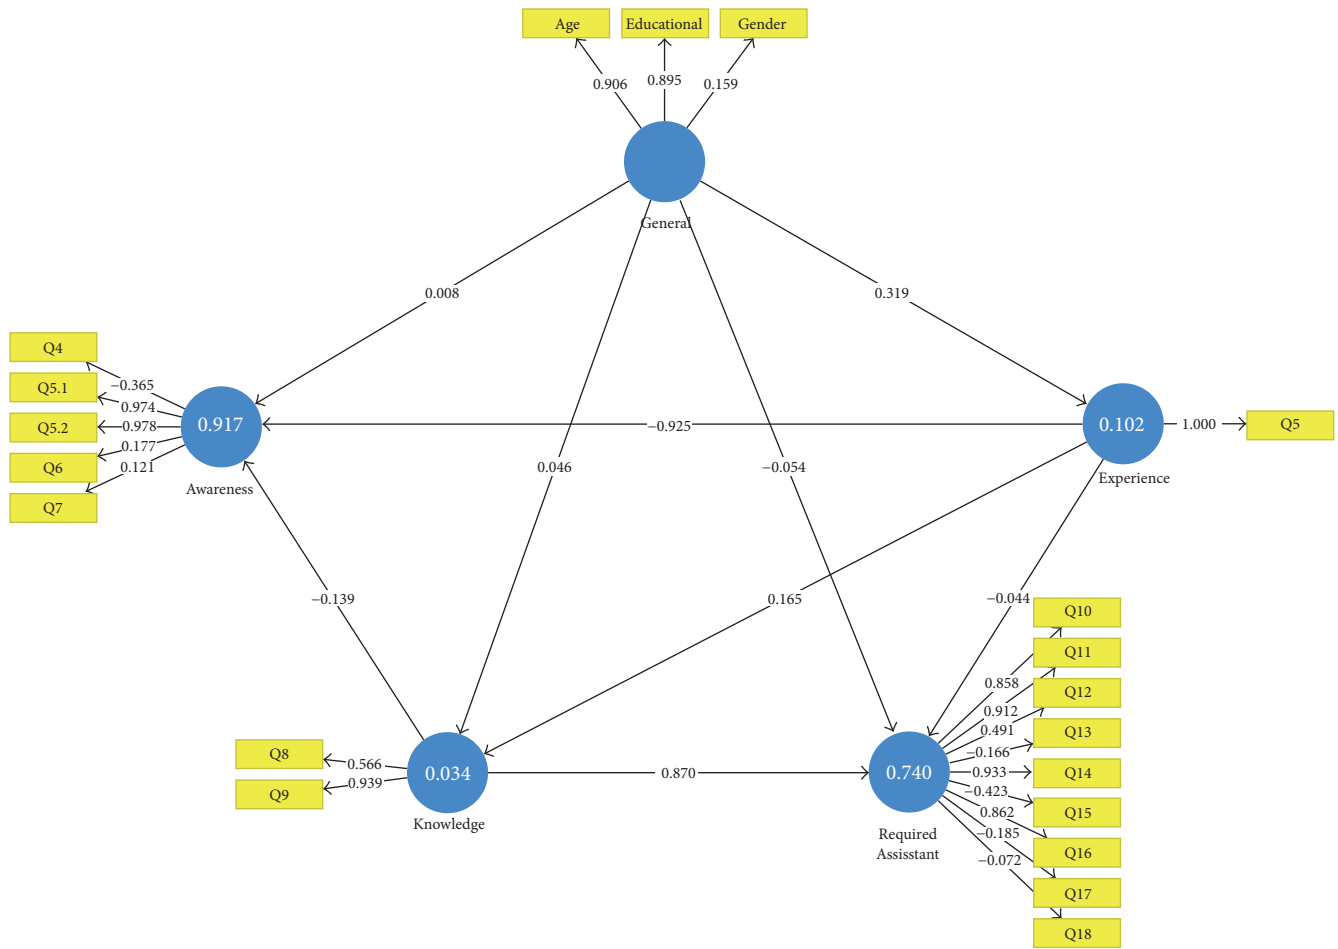 Age
Educational
Gender
0.906
0.895
0.159
General
0.008
0.319
Q4
Q5.1
Q5.2
Q6
Q7
−0.365
0.974
0.978
0.177
0.121
0.917
Awareness
−0.925
0.102
Experience
1.000
Q5
0.046
−0.054
−0.139
0.165
−0.044
Q8
Q9
0.566
0.939
0.034
Knowledge
0.870
0.740
Required
Assisstant
0.858
0.912
0.491
−0.166
0.933
−0.423
0.862
−0.185
−0.072
Q10
Q11
Q12
Q13
Q14
Q15
Q16
Q17
Q18